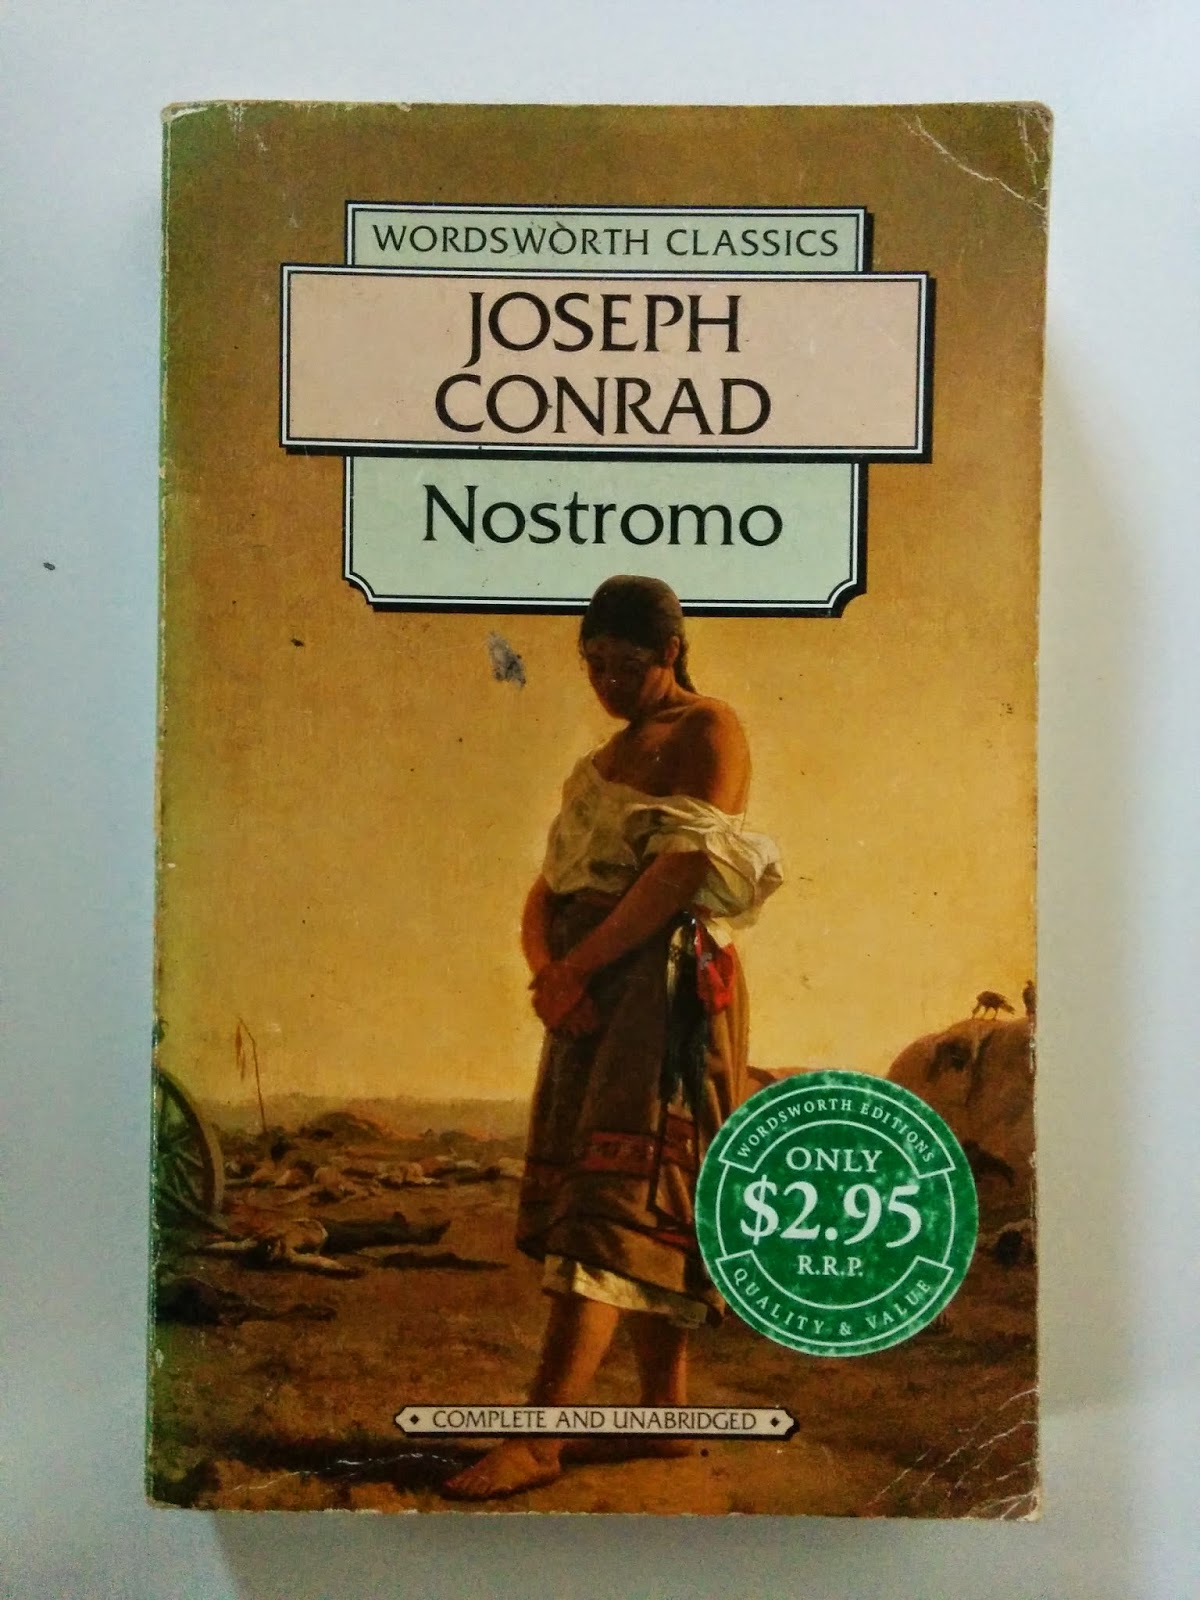 WORDSWORTH CLASSICS
JOSEPH
CONRAD
Nostromo
WORDSWORTH EDITIONS
ONLY
$2.95
R.R.P.
QUALITY & VALUE
COMPLETE AND UNABRIDGED